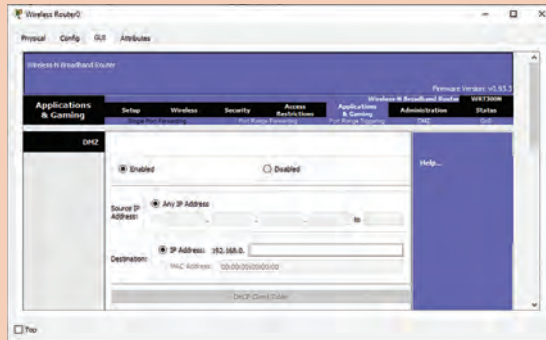 Wireless Router0
Physical Config GUI Attributes
Wireless-N Broadband Router
Firmware Version: v0.93.3
Wireless-N Broadband Router WRT300N
Applications & Gaming
Setup Wireless Security Access Restrictions Applications & Gaming Administration Status
Single Port Forwarding Port Range Forwarding Port Range Triggering DMZ QoS
DMZ
Enabled Disabled
Help...
Source IP Address: Any IP Address
. . . to
Destination: IP Address: 192.168.0.
MAC Address: 00:00:00:00:00:00
DHCP Client Table
Top